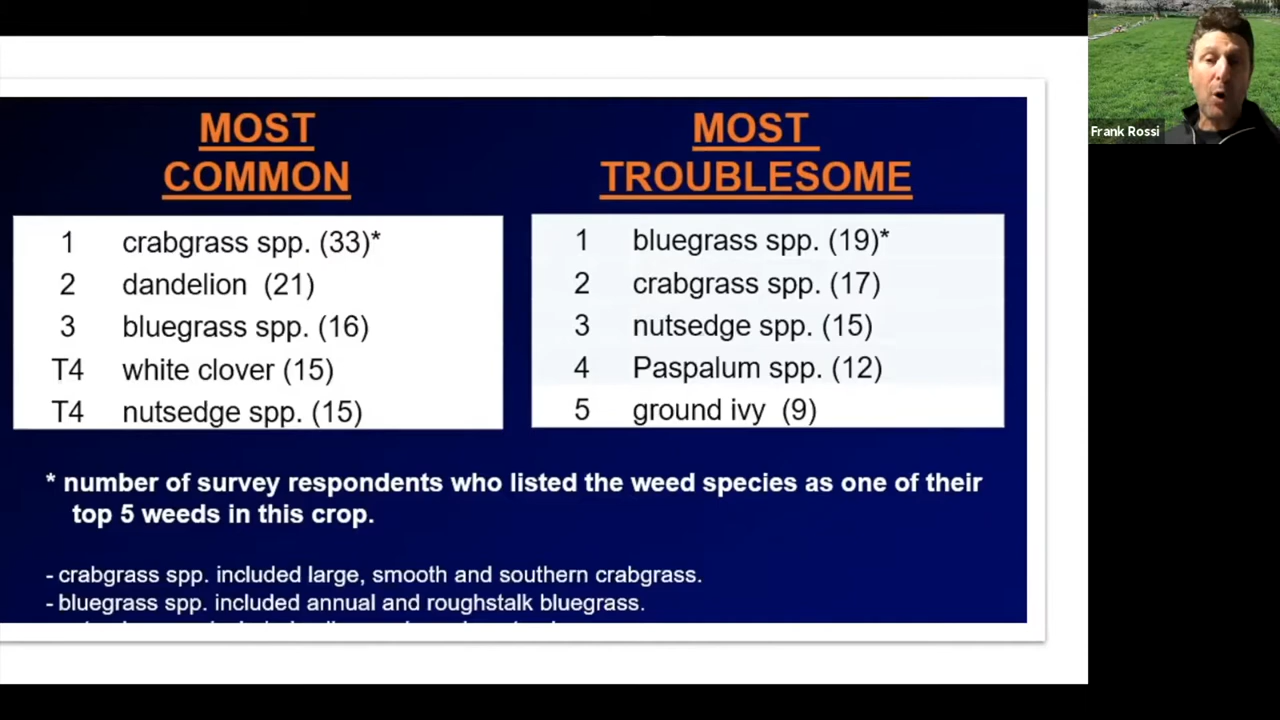 MOST
COMMON
1 crabgrass spp. (33)*
2 dandelion (21)
3 bluegrass spp. (16)
T4 white clover (15)
T4 nutsedge spp. (15)
MOST
TROUBLESOME
1 bluegrass spp. (19)*
2 crabgrass spp. (17)
3 nutsedge spp. (15)
4 Paspalum spp. (12)
5 ground ivy (9)
* number of survey respondents who listed the weed species as one of their
top 5 weeds in this crop.
- crabgrass spp. included large, smooth and southern crabgrass.
- bluegrass spp. included annual and roughstalk bluegrass.
Frank Rossi